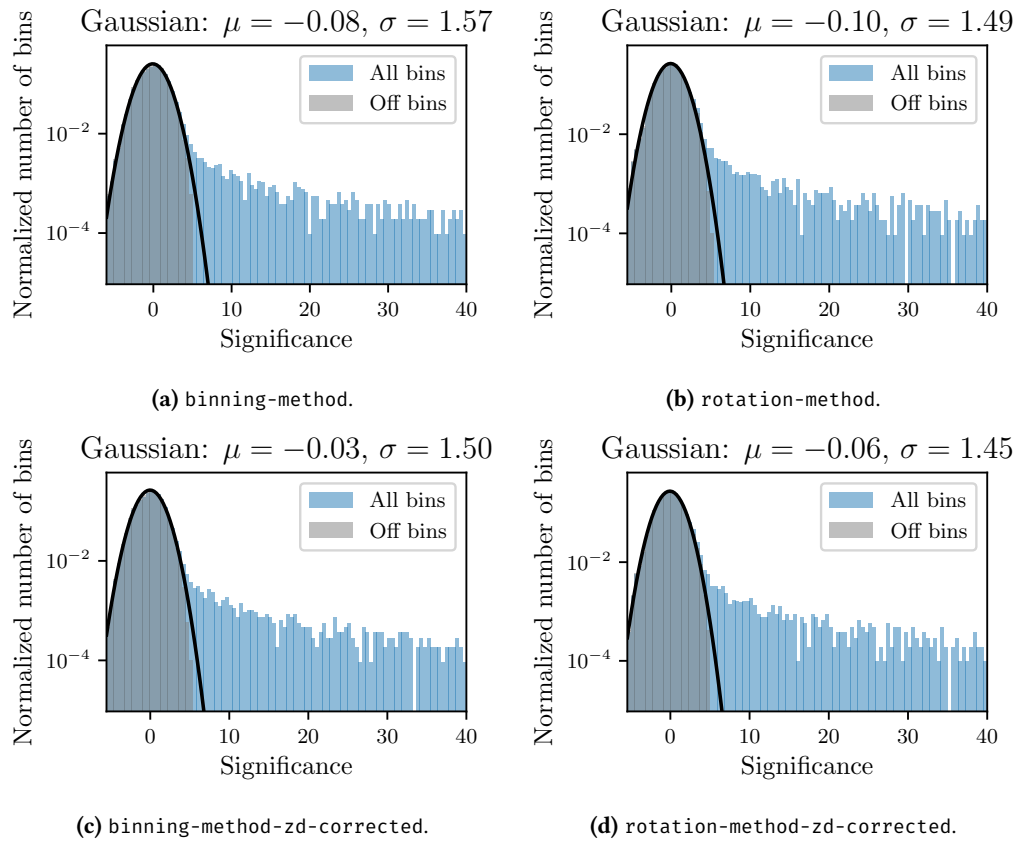 Gaussian: μ = −0.08, σ = 1.57
Normalized number of bins
10⁻²
10⁻⁴
All bins
Off bins
0 10 20 30 40
Significance
(a) binning-method.
Gaussian: μ = −0.10, σ = 1.49
Normalized number of bins
10⁻²
10⁻⁴
All bins
Off bins
0 10 20 30 40
Significance
(b) rotation-method.
Gaussian: μ = −0.03, σ = 1.50
Normalized number of bins
10⁻²
10⁻⁴
All bins
Off bins
0 10 20 30 40
Significance
(c) binning-method-zd-corrected.
Gaussian: μ = −0.06, σ = 1.45
Normalized number of bins
10⁻²
10⁻⁴
All bins
Off bins
0 10 20 30 40
Significance
(d) rotation-method-zd-corrected.